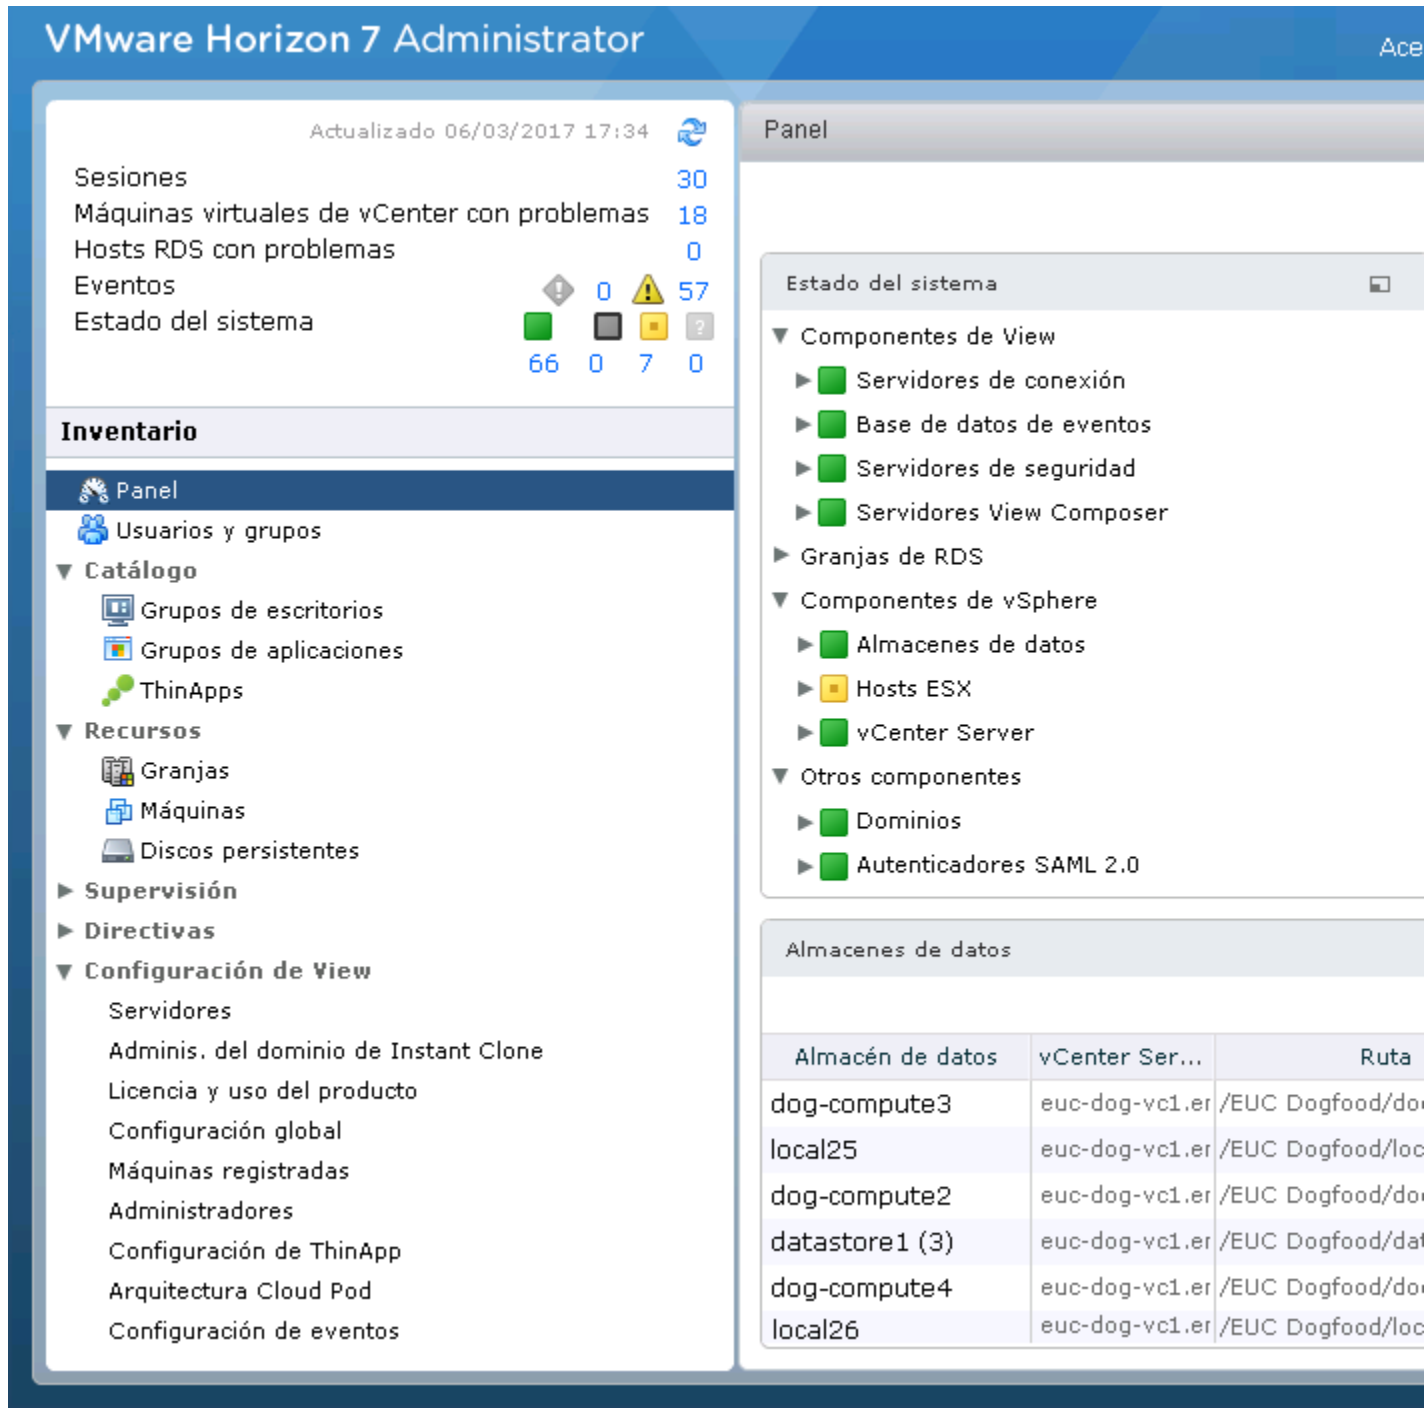 VMware Horizon 7 Administrator
Ace
Actualizado 06/03/2017 17:34
Sesiones 30
Máquinas virtuales de vCenter con problemas 18
Hosts RDS con problemas 0
Eventos 0 57
Estado del sistema
66 0 7 0
Inventario
Panel
Usuarios y grupos
Catálogo
Grupos de escritorios
Grupos de aplicaciones
ThinApps
Recursos
Granjas
Máquinas
Discos persistentes
Supervisión
Directivas
Configuración de View
Servidores
Adminis. del dominio de Instant Clone
Licencia y uso del producto
Configuración global
Máquinas registradas
Administradores
Configuración de ThinApp
Arquitectura Cloud Pod
Configuración de eventos
Panel
Estado del sistema
Componentes de View
Servidores de conexión
Base de datos de eventos
Servidores de seguridad
Servidores View Composer
Granjas de RDS
Componentes de vSphere
Almacenes de datos
Hosts ESX
vCenter Server
Otros componentes
Dominios
Autenticadores SAML 2.0
Almacenes de datos
Almacén de datos vCenter Ser... Ruta
dog-compute3 euc-dog-vc1.er /EUC Dogfood/do
local25 euc-dog-vc1.er /EUC Dogfood/loc
dog-compute2 euc-dog-vc1.er /EUC Dogfood/do
datastore1 (3) euc-dog-vc1.er /EUC Dogfood/dat
dog-compute4 euc-dog-vc1.er /EUC Dogfood/do
local26 euc-dog-vc1.er /EUC Dogfood/loc